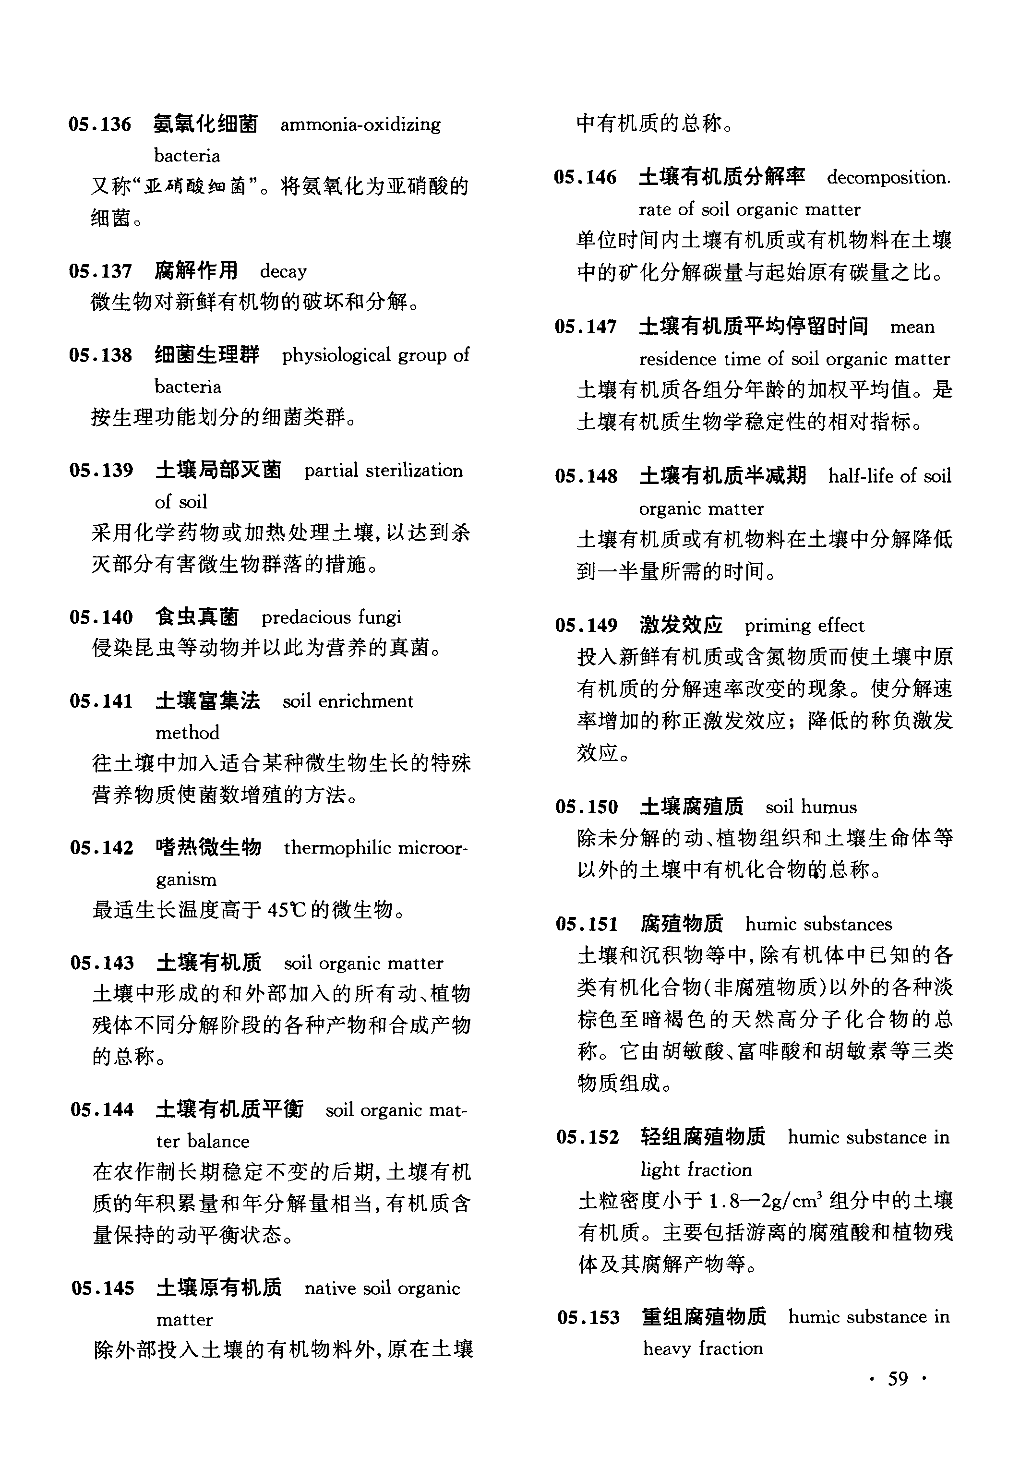 05.136 氨氧化细菌 ammonia-oxidizing
bacteria
又称“亚硝酸细菌”。将氨氧化为亚硝酸的
细菌。
05.137 腐解作用 decay
微生物对新鲜有机物的破坏和分解。
05.138 细菌生理群 physiological group of
bacteria
按生理功能划分的细菌类群。
05.139 土壤局部灭菌 partial sterilization
of soil
采用化学药物或加热处理土壤,以达到杀
灭部分有害微生物群落的措施。
05.140 食虫真菌 predacious fungi
侵染昆虫等动物并以此为营养的真菌。
05.141 土壤富集法 soil enrichment
method
往土壤中加入适合某种微生物生长的特殊
营养物质使菌数增殖的方法。
05.142 嗜热微生物 thermophilic microor-
ganism
最适生长温度高于45℃的微生物。
05.143 土壤有机质 soil organic matter
土壤中形成的和外部加入的所有动、植物
残体不同分解阶段的各种产物和合成产物
的总称。
05.144 土壤有机质平衡 soil organic mat-
ter balance
在农作制长期稳定不变的后期,土壤有机
质的年积累量和年分解量相当,有机质含
量保持的动平衡状态。
05.145 土壤原有机质 native soil organic
matter
除外部投入土壤的有机物料外,原在土壤
中有机质的总称。
05.146 土壤有机质分解率 decomposition.
rate of soil organic matter
单位时间内土壤有机质或有机物料在土壤
中的矿化分解碳量与起始原有碳量之比。
05.147 土壤有机质平均停留时间 mean
residence time of soil organic matter
土壤有机质各组分年龄的加权平均值。是
土壤有机质生物学稳定性的相对指标。
05.148 土壤有机质半减期 half-life of soil
organic matter
土壤有机质或有机物料在土壤中分解降低
到一半量所需的时间。
05.149 激发效应 priming effect
投入新鲜有机质或含氮物质而使土壤中原
有机质的分解速率改变的现象。使分解速
率增加的称正激发效应；降低的称负激发
效应。
05.150 土壤腐殖质 soil humus
除未分解的动、植物组织和土壤生命体等
以外的土壤中有机化合物的总称。
05.151 腐殖物质 humic substances
土壤和沉积物等中,除有机体中已知的各
类有机化合物(非腐殖物质)以外的各种淡
棕色至暗褐色的天然高分子化合物的总
称。它由胡敏酸、富啡酸和胡敏素等三类
物质组成。
05.152 轻组腐殖物质 humic substance in
light fraction
土粒密度小于1.8—2g/cm³组分中的土壤
有机质。主要包括游离的腐殖酸和植物残
体及其腐解产物等。
05.153 重组腐殖物质 humic substance in
heavy fraction
· 59 ·